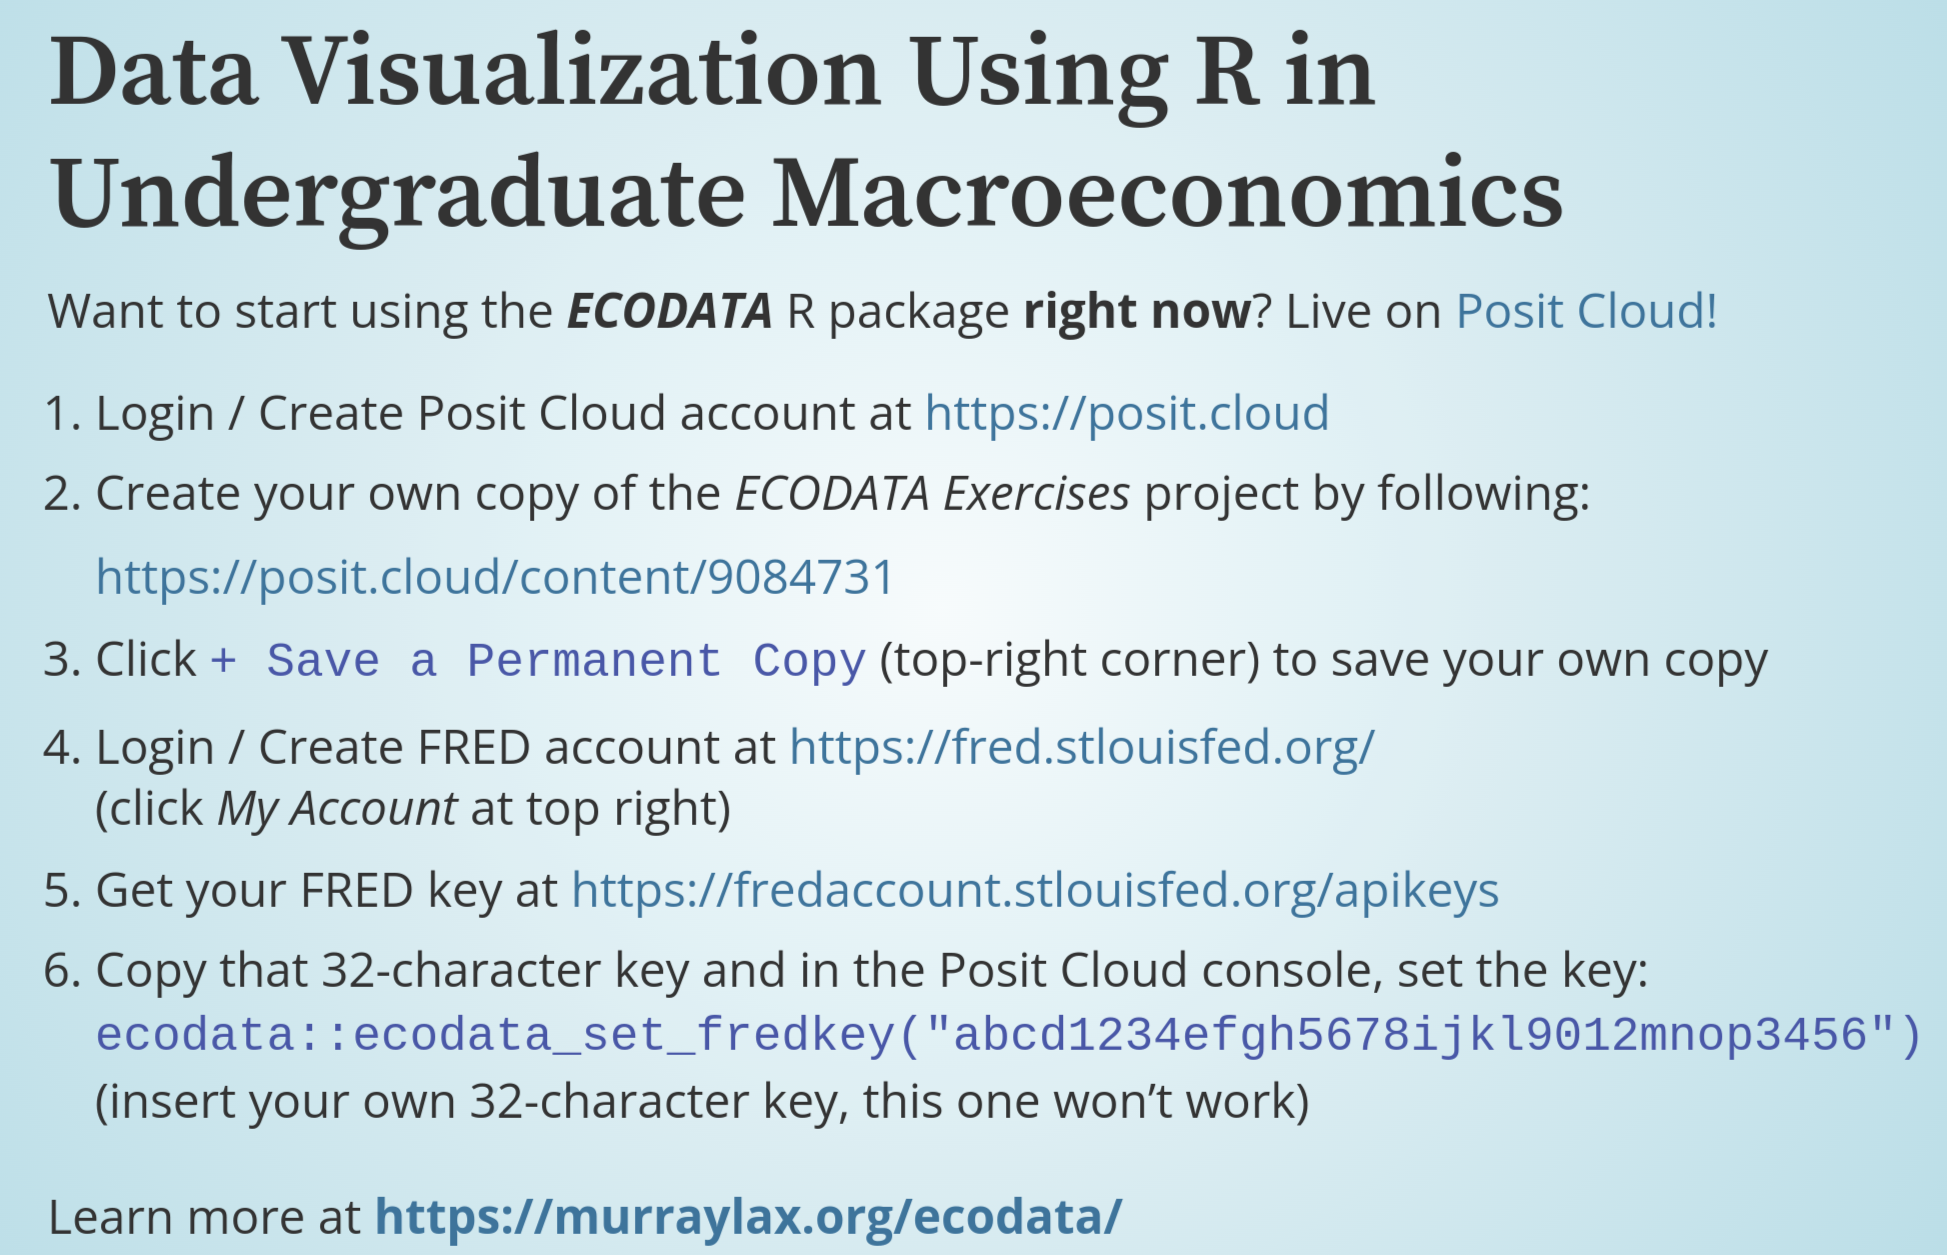 Data Visualization Using R in
Undergraduate Macroeconomics
Want to start using the ECODATA R package right now? Live on Posit Cloud!
1. Login / Create Posit Cloud account at https://posit.cloud
2. Create your own copy of the ECODATA Exercises project by following:
https://posit.cloud/content/9084731
3. Click + Save a Permanent Copy (top-right corner) to save your own copy
4. Login / Create FRED account at https://fred.stlouisfed.org/
(click My Account at top right)
5. Get your FRED key at https://fredaccount.stlouisfed.org/apikeys
6. Copy that 32-character key and in the Posit Cloud console, set the key:
ecodata::ecodata_set_fredkey("abcd1234efgh5678ijkl9012mnop3456")
(insert your own 32-character key, this one won’t work)
Learn more at https://murraylax.org/ecodata/